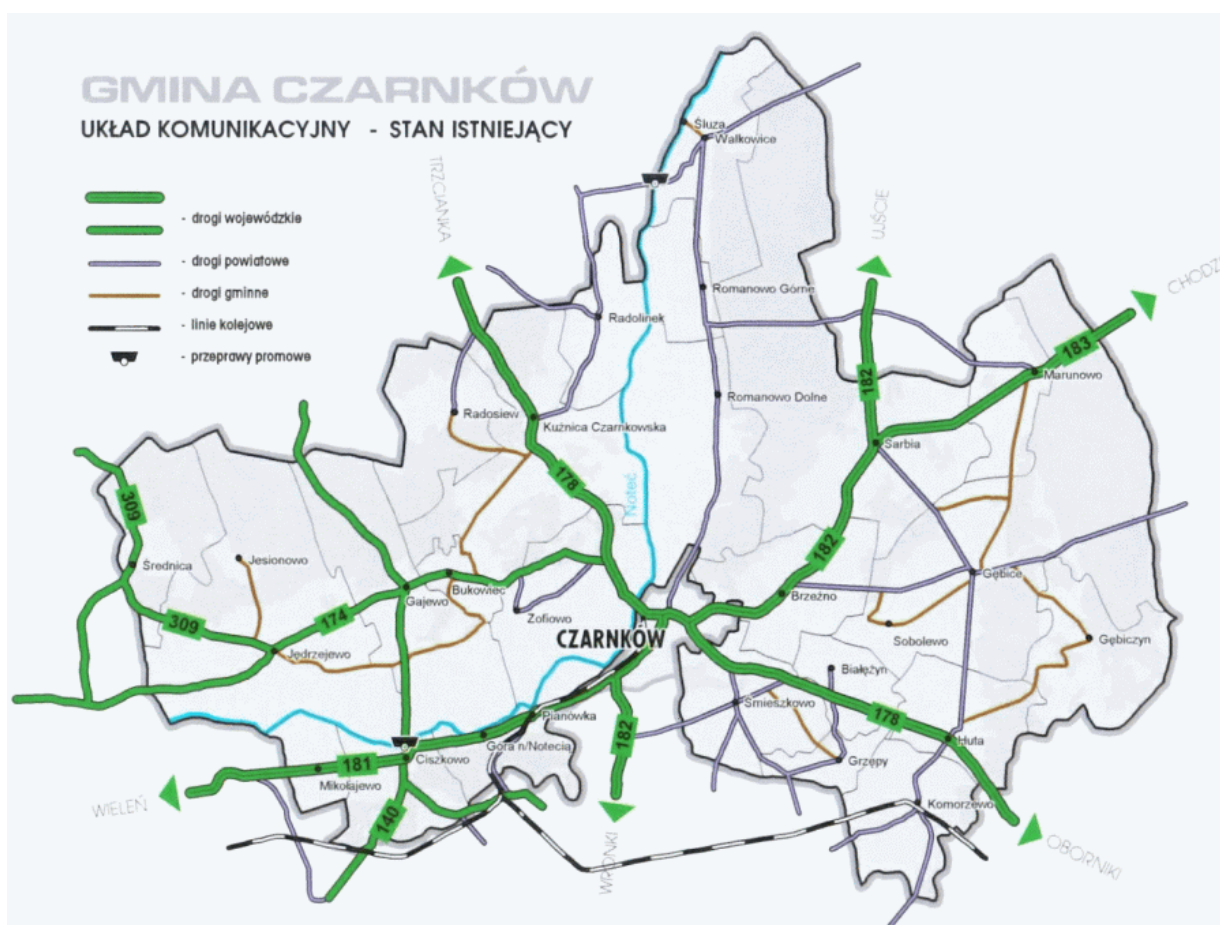 GMINA CZARNKÓW
UKŁAD KOMUNIKACYJNY - STAN ISTNIEJĄCY
- drogi wojewódzkie
- drogi powiatowe
- drogi gminne
- linie kolejowe
- przeprawy promowe
TRZCIANKA
UJŚCIE
CHODZI
Śluza
Walkowice
Romanowo Górne
Radolinek
183
182
Marunowo
Romanowo Dolne
Radosiew
Kuźnica Czarnkowska
Sarbia
178
Noteć
309
182
Średnica
Jesionowo
Gajewo
Bukowiec
Zofiowo
Brzeźno
Gębice
309
174
CZARNKÓW
Sobolewo
Gębiczyn
Jędrzejewo
Białężyn
Śmieszkowo
Pianówka
178
182
Góra n/Notecią
Huta
Ciszkowo
181
Grzępy
Mikołajewo
WIELEŃ
140
Komorzewo
WRONKI
OBORNIKI